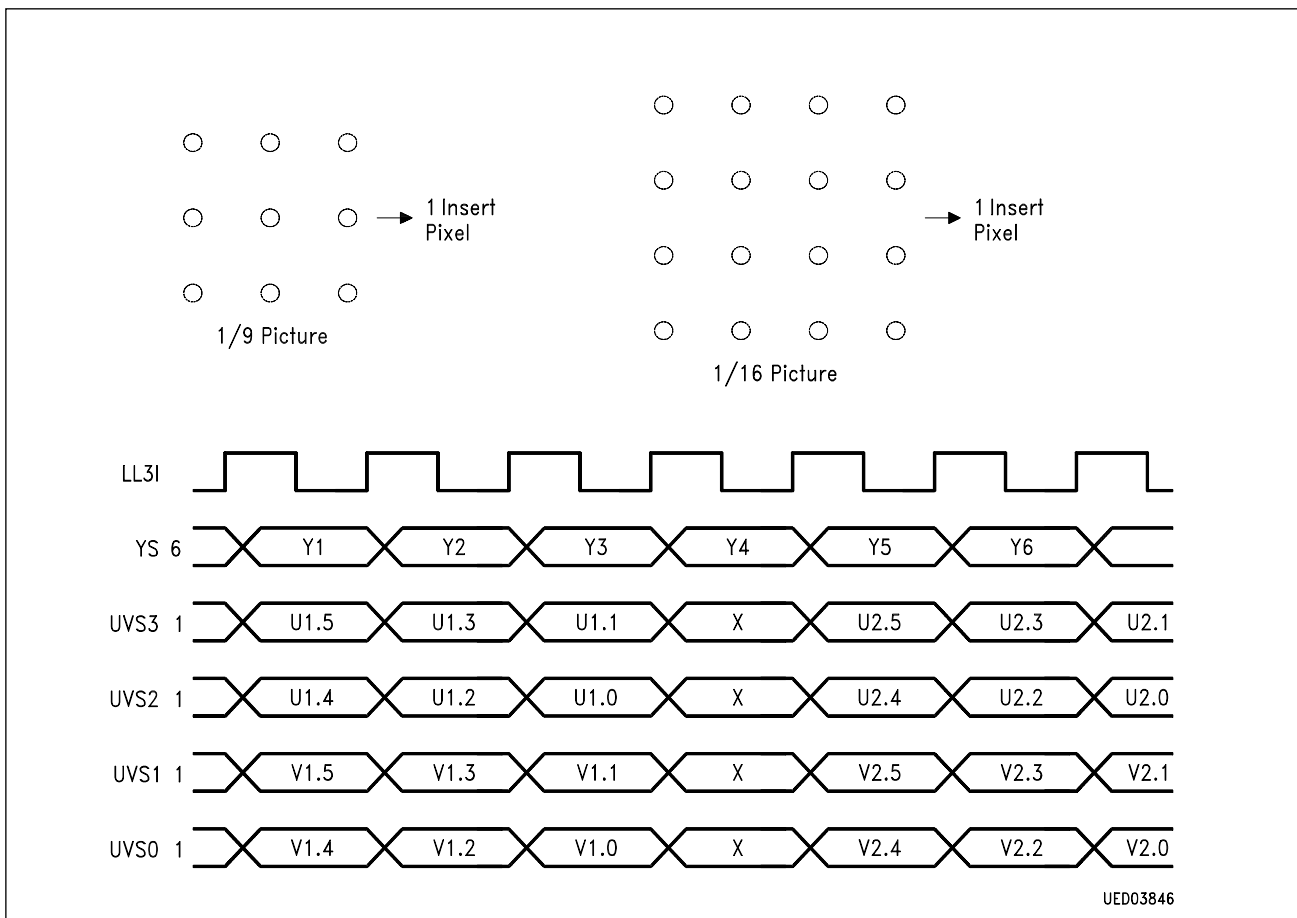 1 Insert
Pixel
1/9 Picture
1 Insert
Pixel
1/16 Picture
LL3I
YS 6 Y1 Y2 Y3 Y4 Y5 Y6
UVS3 1 U1.5 U1.3 U1.1 X U2.5 U2.3 U2.1
UVS2 1 U1.4 U1.2 U1.0 X U2.4 U2.2 U2.0
UVS1 1 V1.5 V1.3 V1.1 X V2.5 V2.3 V2.1
UVS0 1 V1.4 V1.2 V1.0 X V2.4 V2.2 V2.0
UED03846